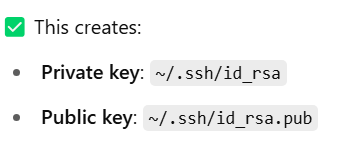 ✅ This creates:
• Private key: ~/.ssh/id_rsa
• Public key: ~/.ssh/id_rsa.pub